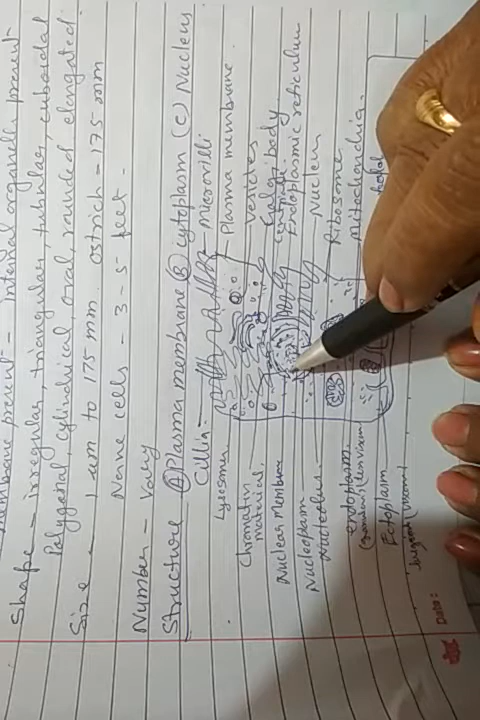 membrane present - internal organelle present
Shape - irregular, triangular, tubular, cuboidal
Polygonal, cylindrical, oval, rounded elongated
Size - 1 um to 175 mm. ostrich - 175 mm
Nerve cells - 3-5 feet.
Number - Vary
Structure (A) Plasma membrane (B) cytoplasm (C) Nucleus
Cillia
Microvilli
Lysosome
Plasma membrane
Chromatin material.
Vesicles
Golgi body
Nuclear Membrane
Endoplasmic reticulum
Nucleoplasm
Nucleus
Nucleolus
Ribosome
endoplasm
Mitochondria
Ectoplasm
Date: